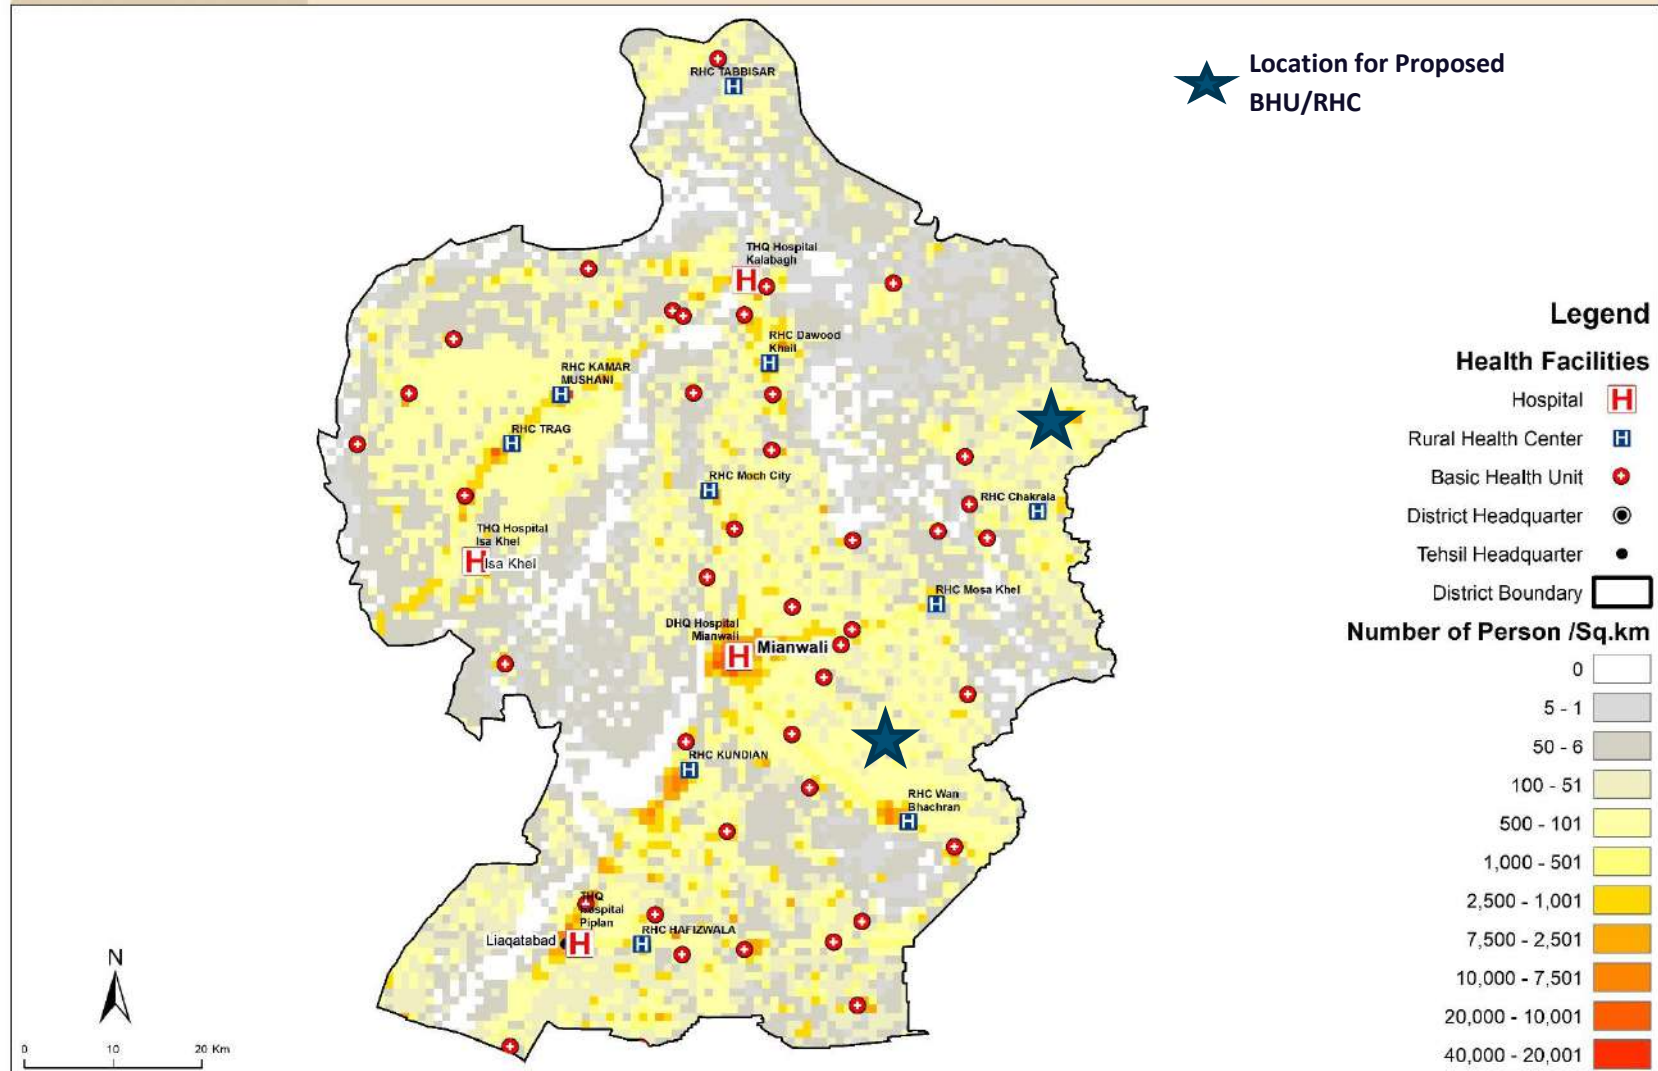 Location for Proposed
BHU/RHC
RHC TABBISAR
H
THQ Hospital
Kalabagh
H
RHC Dawood
Khail
H
RHC KAMAR
MUSHANI
H
RHC TRAG
H
RHC Moch City
H
RHC Chakrala
H
THQ Hospital
Isa Khel
H Isa Khel
RHC Mosa Khel
H
DHQ Hospital
Mianwali
H Mianwali
RHC KUNDIAN
H
RHC Wan
Bhachran
H
THQ
Hospital
Piplan
Liaqatabad H
RHC HAFIZWALA
H
N
0 10 20 Km
Legend
Health Facilities
Hospital H
Rural Health Center H
Basic Health Unit
District Headquarter
Tehsil Headquarter
District Boundary
Number of Person /Sq.km
0
5 - 1
50 - 6
100 - 51
500 - 101
1,000 - 501
2,500 - 1,001
7,500 - 2,501
10,000 - 7,501
20,000 - 10,001
40,000 - 20,001